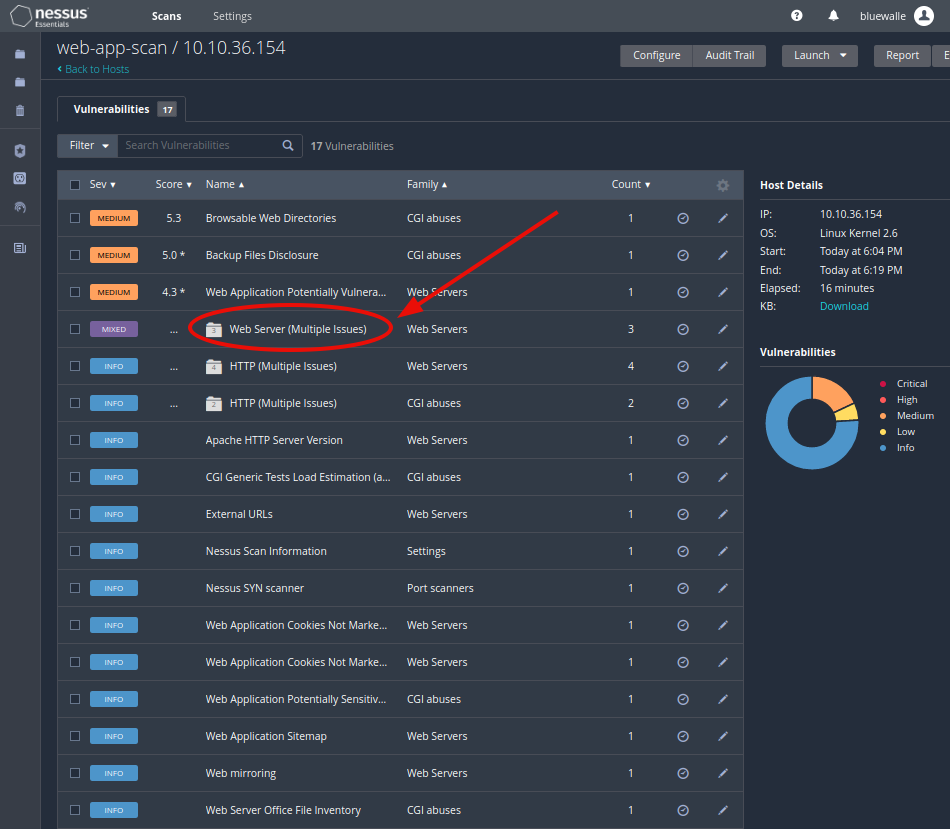 nessus Essentials Scans Settings ? bluewalle
web-app-scan / 10.10.36.154
Back to Hosts
Configure Audit Trail Launch Report E
Vulnerabilities 17
Filter Search Vulnerabilities 17 Vulnerabilities
Sev Score Name Family Count
MEDIUM 5.3 Browsable Web Directories CGI abuses 1
MEDIUM 5.0 * Backup Files Disclosure CGI abuses 1
MEDIUM 4.3 * Web Application Potentially Vulnera... Web Servers 1
MIXED ... 3 Web Server (Multiple Issues) Web Servers 3
INFO ... 4 HTTP (Multiple Issues) Web Servers 4
INFO ... 2 HTTP (Multiple Issues) CGI abuses 2
INFO Apache HTTP Server Version Web Servers 1
INFO CGI Generic Tests Load Estimation (a... CGI abuses 1
INFO External URLs Web Servers 1
INFO Nessus Scan Information Settings 1
INFO Nessus SYN scanner Port scanners 1
INFO Web Application Cookies Not Marke... Web Servers 1
INFO Web Application Cookies Not Marke... Web Servers 1
INFO Web Application Potentially Sensitiv... CGI abuses 1
INFO Web Application Sitemap Web Servers 1
INFO Web mirroring Web Servers 1
INFO Web Server Office File Inventory CGI abuses 1
Host Details
IP: 10.10.36.154
OS: Linux Kernel 2.6
Start: Today at 6:04 PM
End: Today at 6:19 PM
Elapsed: 16 minutes
KB: Download
Vulnerabilities
Critical
High
Medium
Low
Info